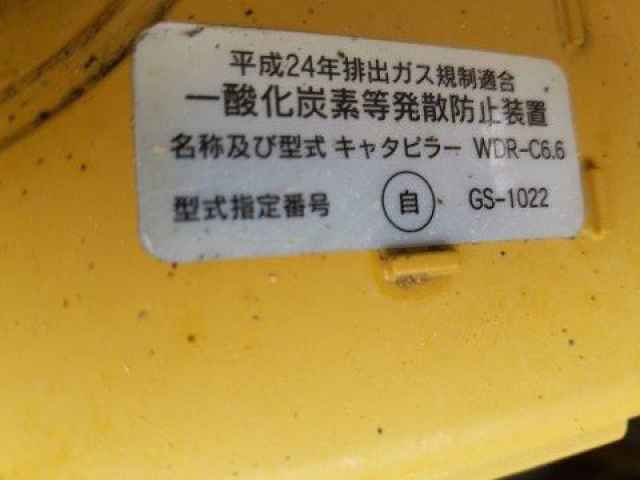 平成24年排出ガス規制適合
一酸化炭素等発散防止装置
名称及び型式 キャタピラー WDR-C6.6
型式指定番号 自 GS-1022